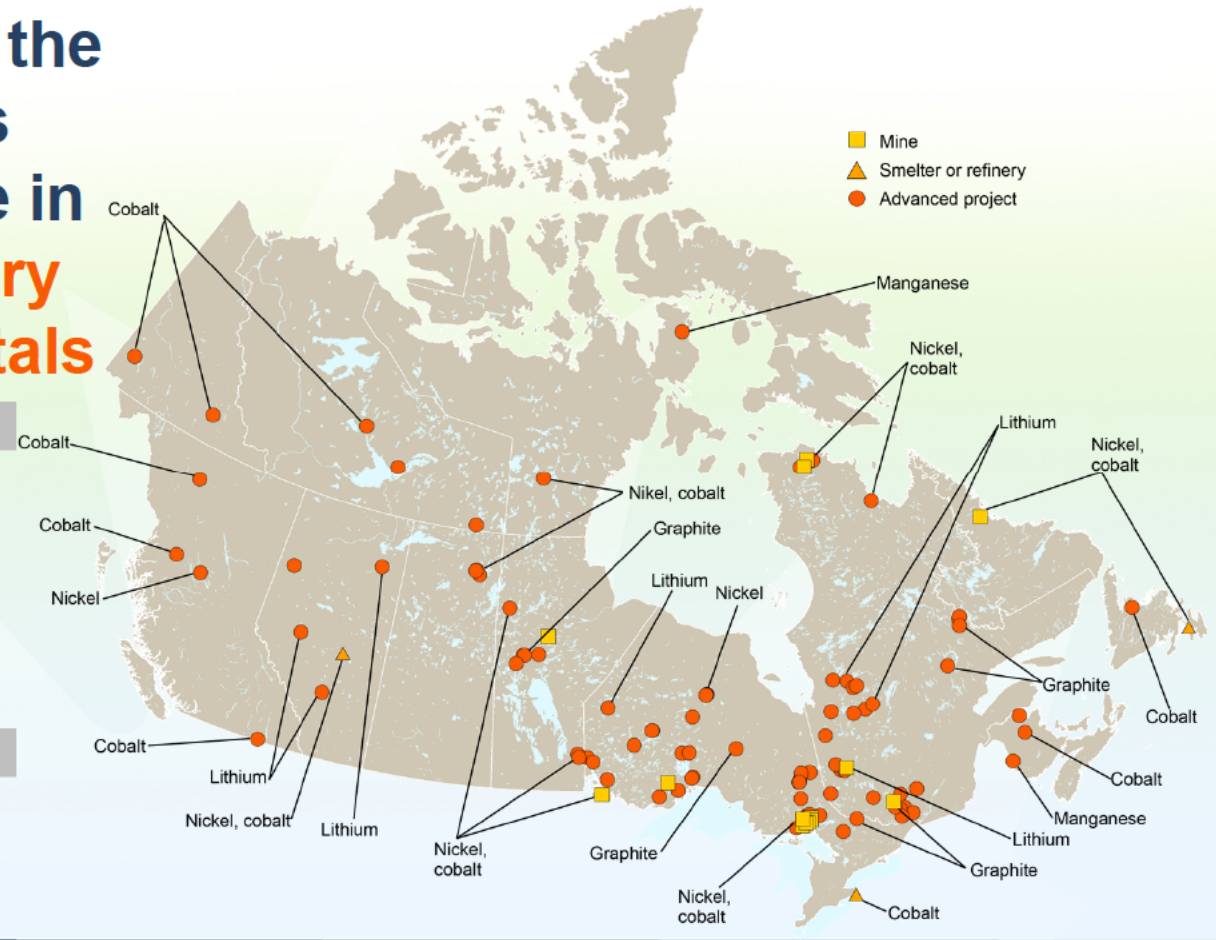 the
s
e in
ry
tals
Mine
Smelter or refinery
Advanced project
Cobalt
Manganese
Nickel,
cobalt
Lithium
Nickel,
cobalt
Cobalt
Nikel, cobalt
Graphite
Cobalt
Lithium
Nickel
Nickel
Graphite
Cobalt
Cobalt
Lithium
Cobalt
Nickel, cobalt
Lithium
Manganese
Lithium
Nickel,
cobalt
Graphite
Graphite
Nickel,
cobalt
Cobalt